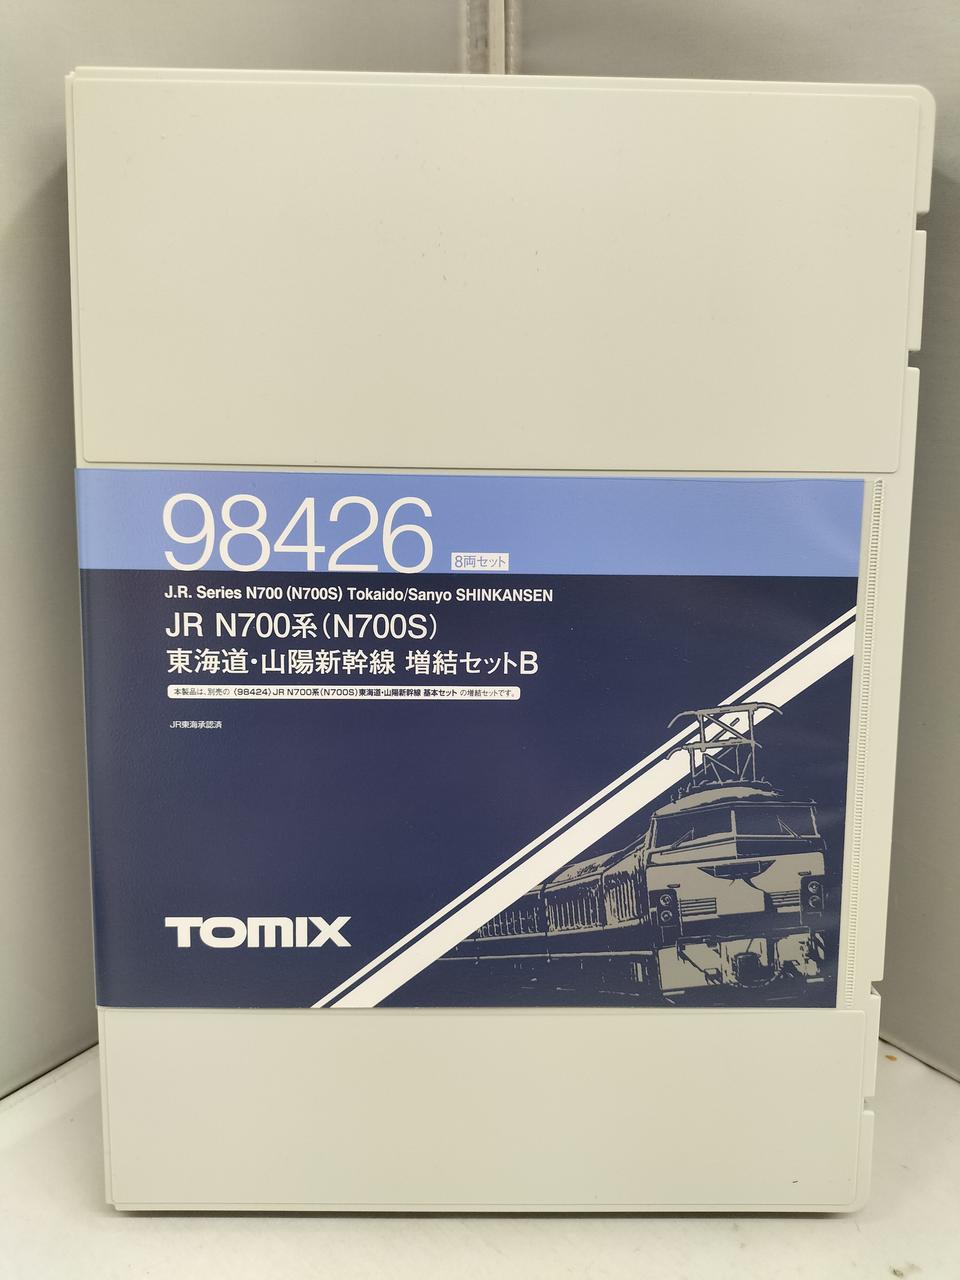 98426 8両セット
J.R. Series N700 (N700S) Tokaido/Sanyo SHINKANSEN
JR N700系(N700S)
東海道・山陽新幹線 増結セットB
本製品は、別売の〈98424〉JR N700系(N700S)東海道・山陽新幹線 基本セット の増結セットです。
JR東海承認済
TOMIX